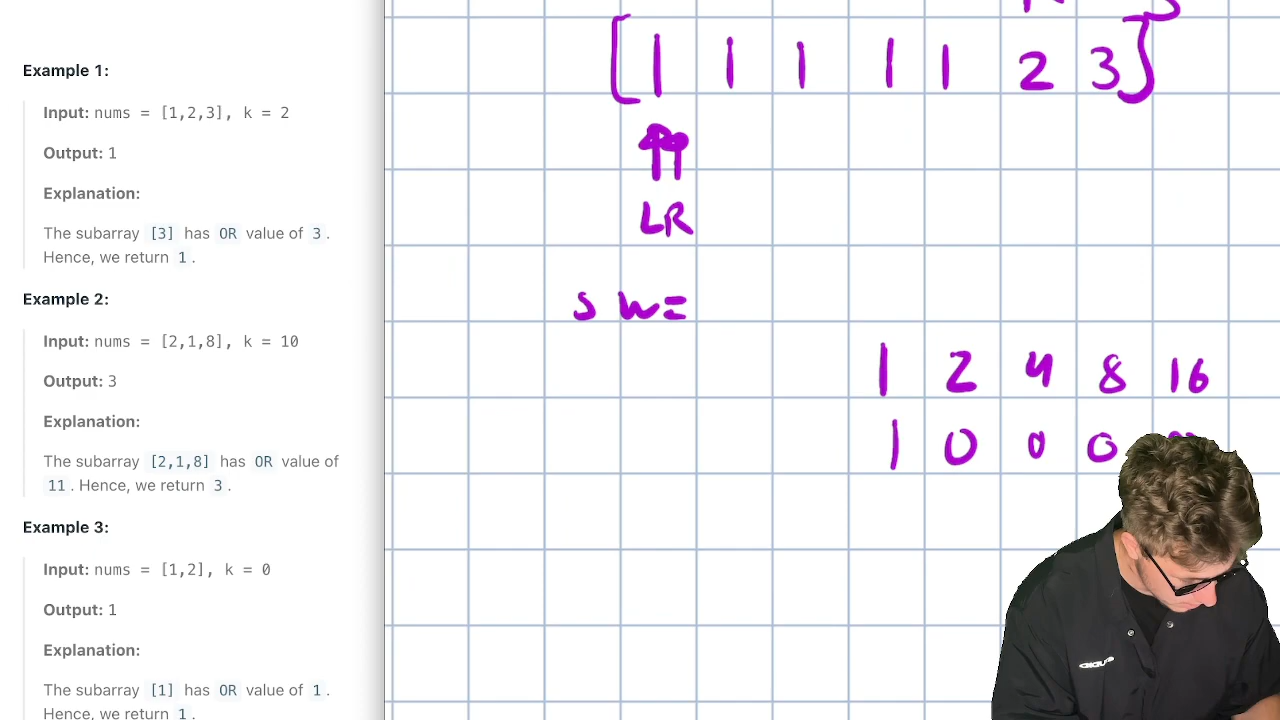 Example 1:
Input: nums = [1,2,3], k = 2
Output: 1
Explanation:
The subarray [3] has OR value of 3.
Hence, we return 1.
Example 2:
Input: nums = [2,1,8], k = 10
Output: 3
Explanation:
The subarray [2,1,8] has OR value of
11. Hence, we return 3.
Example 3:
Input: nums = [1,2], k = 0
Output: 1
Explanation:
The subarray [1] has OR value of 1.
Hence, we return 1.
[1 1 1 1 1 2 3]
LR
SW=
1 2 4 8 16
1 0 0 0